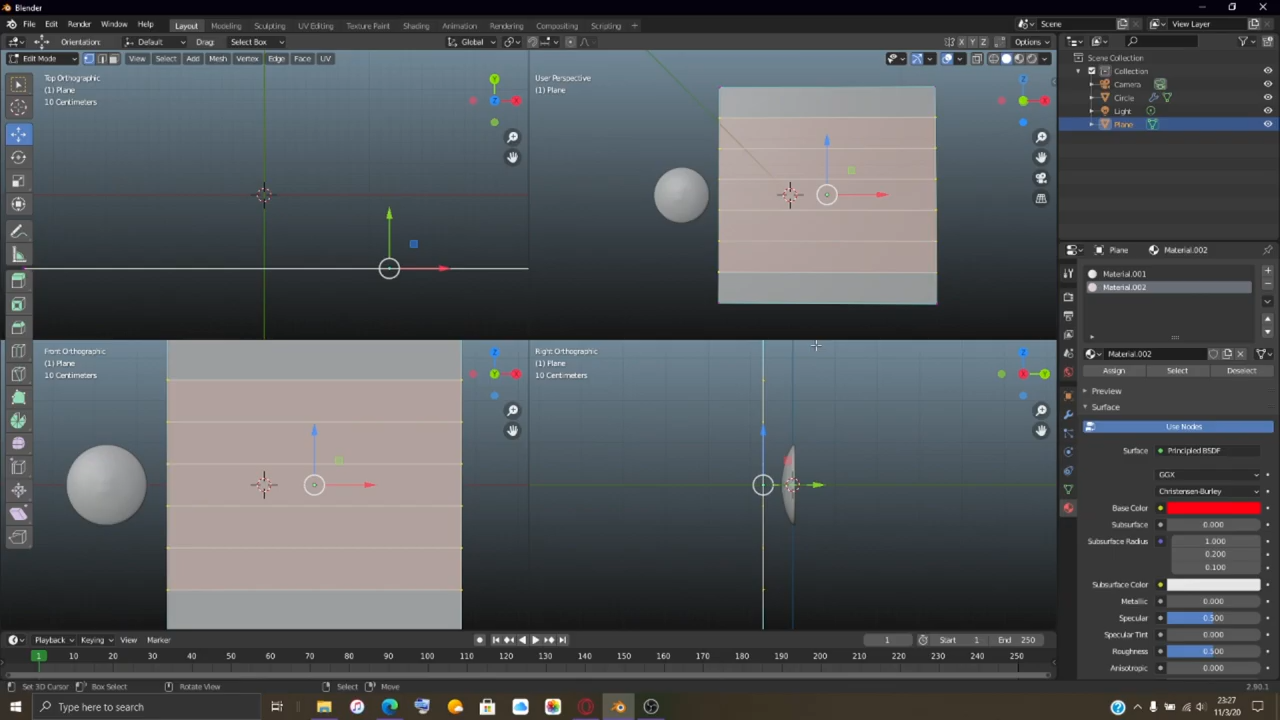 Blender
File Edit Render Window Help Layout Modeling Sculpting UV Editing Texture Paint Shading Animation Rendering Compositing Scripting + Scene View Layer
Orientation: Default Drag: Select Box Global X Y Z Options
Edit Mode View Select Add Mesh Vertex Edge Face UV
Top Orthographic
(1) Plane
10 Centimeters
Y
Z
X
User Perspective
(1) Plane
Z
Y
X
Front Orthographic
(1) Plane
10 Centimeters
Z
Y
X
Right Orthographic
(1) Plane
10 Centimeters
Z
X
Y
Scene Collection
Collection
Camera
Circle
Light
Plane
Plane Material.002
Material.001
Material.002
Material.002
Assign Select Deselect
Preview
Surface
Use Nodes
Surface Principled BSDF
GGX
Christensen-Burley
Base Color
Subsurface 0.000
Subsurface Radius 1.000
0.200
0.100
Subsurface Color
Metallic 0.000
Specular 0.500
Specular Tint 0.000
Roughness 0.500
Anisotropic 0.000
Playback Keying View Marker 1 Start 1 End 250
1 10 20 30 40 50 60 70 80 90 100 110 120 130 140 150 160 170 180 190 200 210 220 230 240 250
Set 3D Cursor Box Select Rotate View Select Move 2.90.1
Type here to search
23:27
11/3/20